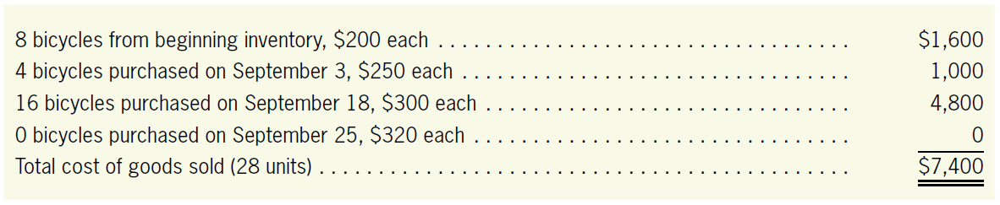 8 bicycles from beginning inventory, $200 each . . . . . . . . . . . . . . . . . . . . . . . . . . . . . . . . . . . $1,600
4 bicycles purchased on September 3, $250 each . . . . . . . . . . . . . . . . . . . . . . . . . . . . . . . . . 1,000
16 bicycles purchased on September 18, $300 each . . . . . . . . . . . . . . . . . . . . . . . . . . . . . . . 4,800
0 bicycles purchased on September 25, $320 each . . . . . . . . . . . . . . . . . . . . . . . . . . . . . . . . 0
Total cost of goods sold (28 units) . . . . . . . . . . . . . . . . . . . . . . . . . . . . . . . . . . . . . . . . . . . . . $7,400